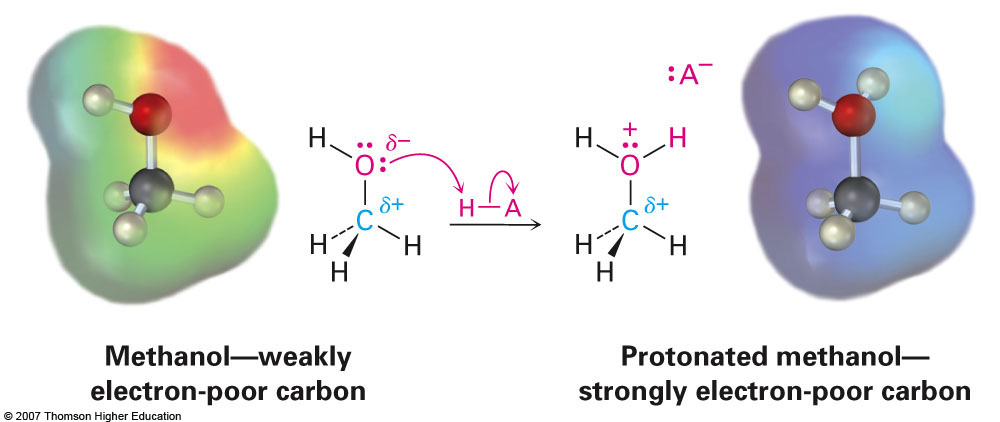 :A⁻
H
δ−
O
H—A
δ+
C
H
H
H
+
H
H
O
δ+
C
H
H
H
Methanol—weakly
electron-poor carbon
Protonated methanol—
strongly electron-poor carbon
© 2007 Thomson Higher Education